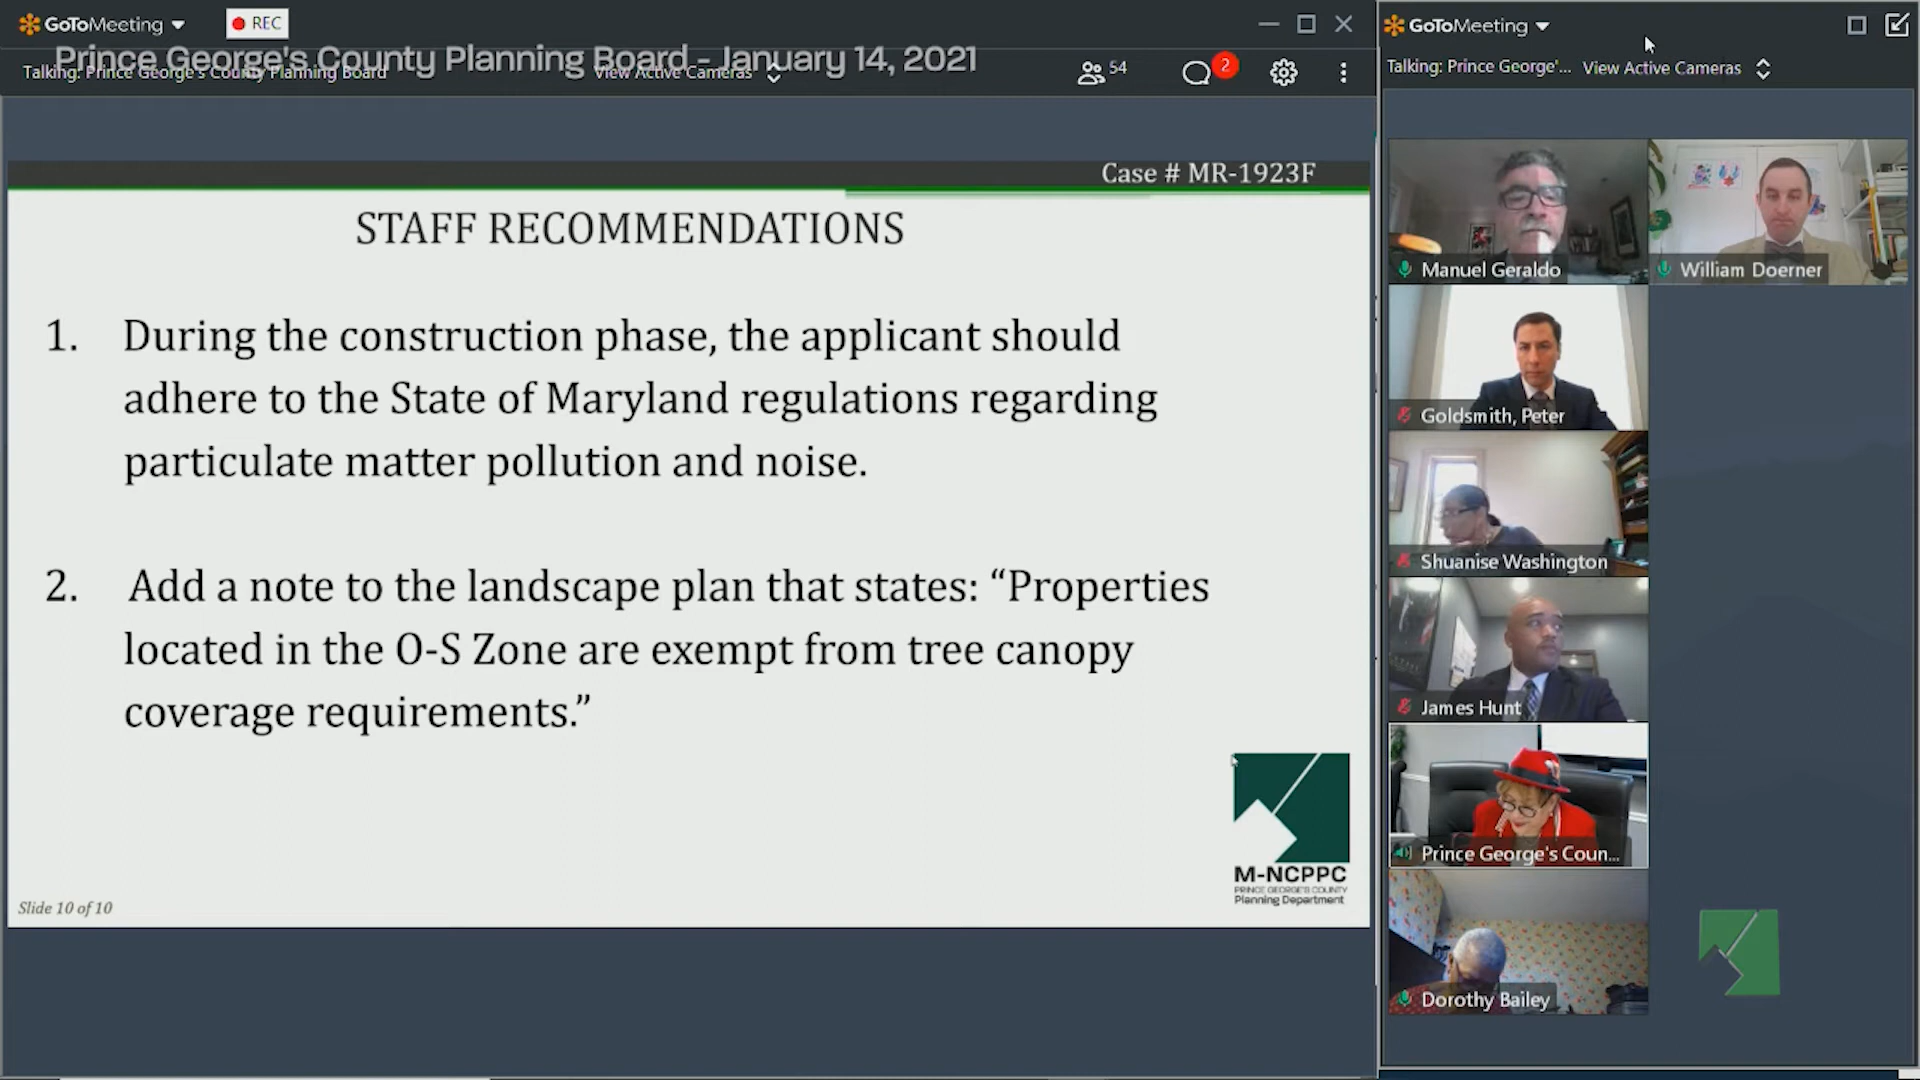 GoToMeeting
REC
Prince George's County Planning Board - January 14, 2021
Talking: Prince George's County Planning Board
View Active Cameras
54
2
GoToMeeting
Talking: Prince George'...
View Active Cameras
Case # MR-1923F
STAFF RECOMMENDATIONS
1. During the construction phase, the applicant should
adhere to the State of Maryland regulations regarding
particulate matter pollution and noise.
2. Add a note to the landscape plan that states: “Properties
located in the O-S Zone are exempt from tree canopy
coverage requirements.”
M-NCPPC
PRINCE GEORGE'S COUNTY
Planning Department
Slide 10 of 10
Manuel Geraldo
William Doerner
Goldsmith, Peter
Shuanise Washington
James Hunt
Prince George's Coun...
Dorothy Bailey